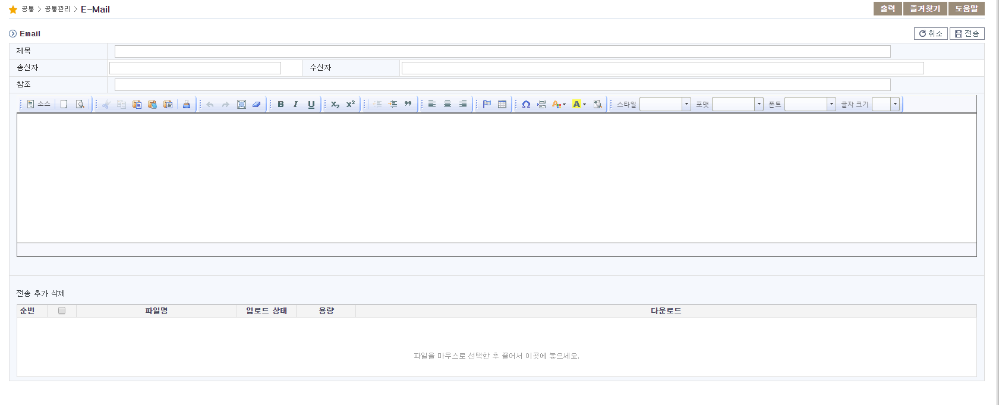 공통 > 공통관리 > E-Mail 출력 즐겨찾기 도움말
Email 취소 전송
제목
송신자 수신자
참조
소스 B I U X₂ X² Ω A A 스타일 포맷 폰트 글자 크기
전송 추가 삭제
순번 파일명 업로드 상태 용량 다운로드
파일을 마우스로 선택한 후 끌어서 이곳에 놓으세요.